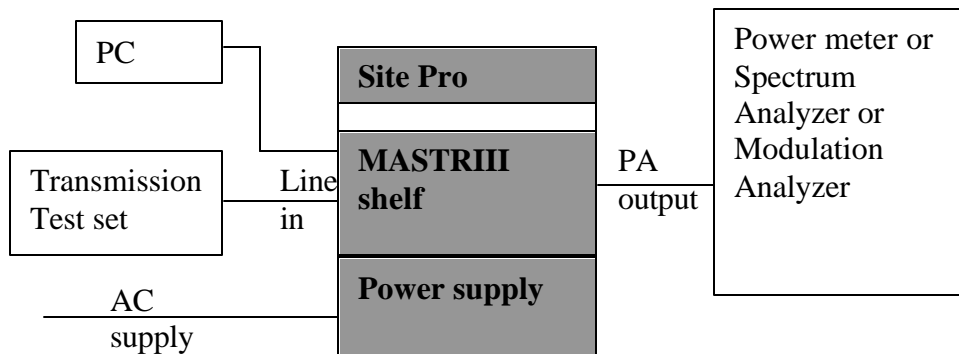 PC
Transmission
Test set
Line
in
AC
supply
Site Pro
MASTRIII
shelf
Power supply
PA
output
Power meter or
Spectrum
Analyzer or
Modulation
Analyzer